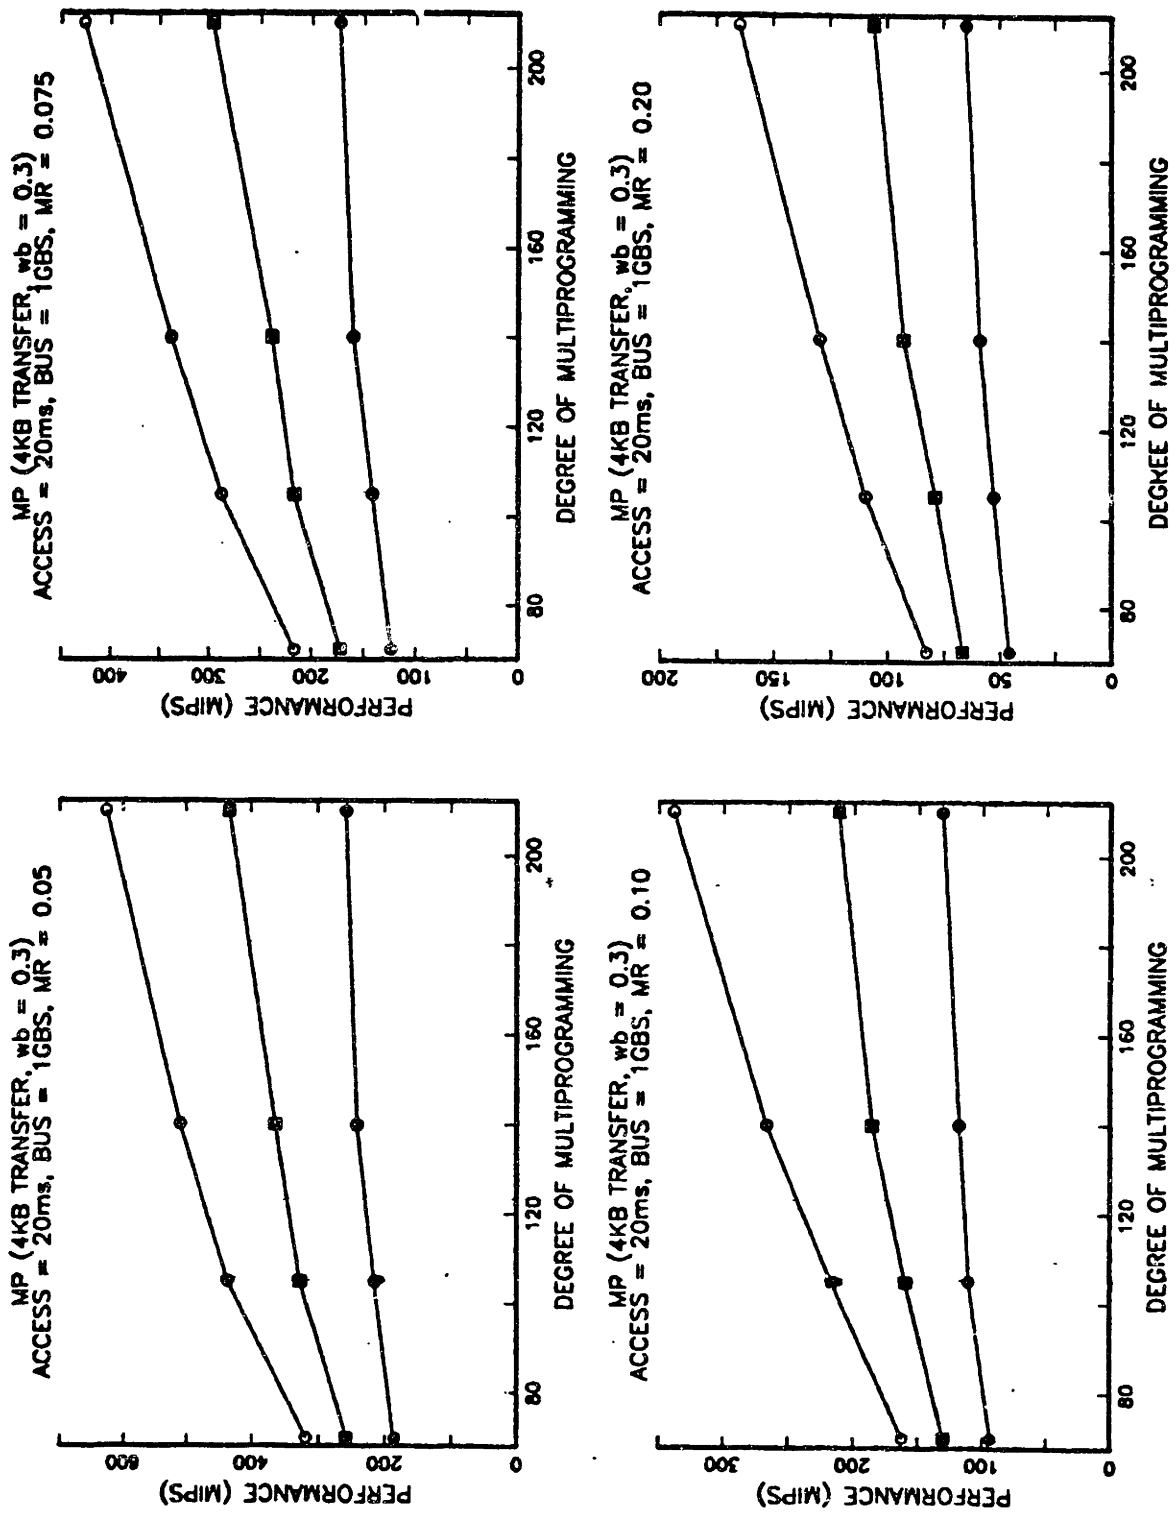 MP (4KB TRANSFER, wb = 0.3)
ACCESS = 20ms, BUS = 1GBS, MR = 0.05
PERFORMANCE (MIPS)
600
400
200
0
80
120
160
200
DEGREE OF MULTIPROGRAMMING
MP (4KB TRANSFER, wb = 0.3)
ACCESS = 20ms, BUS = 1GBS, MR = 0.075
PERFORMANCE (MIPS)
400
300
200
100
0
80
120
160
200
DEGREE OF MULTIPROGRAMMING
MP (4KB TRANSFER, wb = 0.3)
ACCESS = 20ms, BUS = 1GBS, MR = 0.10
PERFORMANCE (MIPS)
300
200
100
0
80
120
160
200
DEGREE OF MULTIPROGRAMMING
MP (4KB TRANSFER, wb = 0.3)
ACCESS = 20ms, BUS = 1GBS, MR = 0.20
PERFORMANCE (MIPS)
200
150
100
50
0
80
120
160
200
DEGREE OF MULTIPROGRAMMING